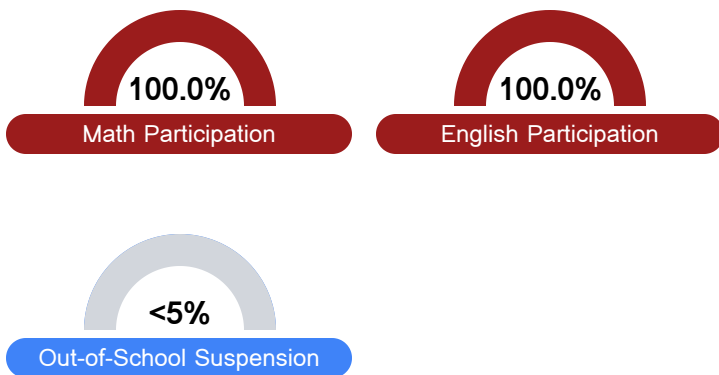 100.0%
Math Participation
100.0%
English Participation
<5%
Out-of-School Suspension